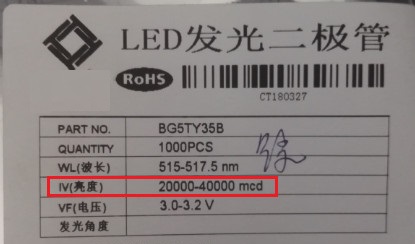 LED发光二极管
RoHS
CT180327
PART NO. BG5TY35B
QUANTITY 1000PCS
WL(波长) 515-517.5 nm
IV(亮度) 20000-40000 mcd
VF(电压) 3.0-3.2 V
发光角度